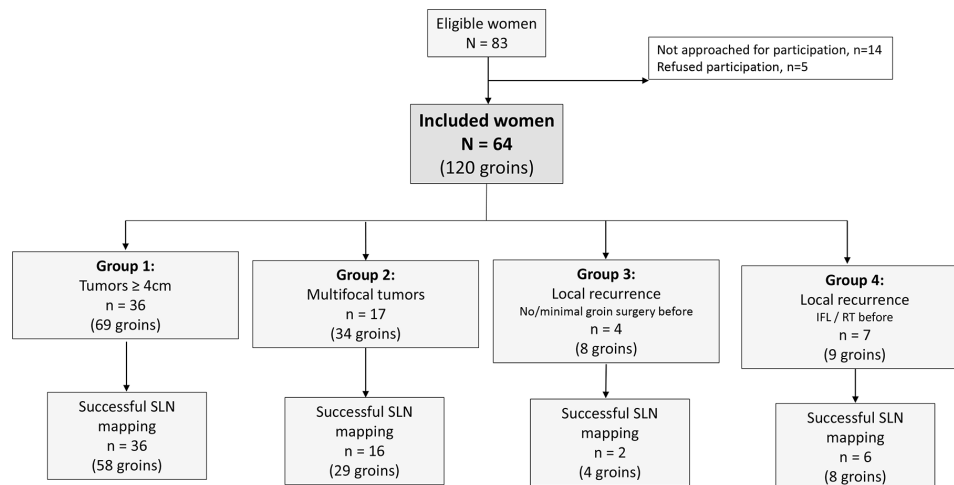 Eligible women
N = 83
Not approached for participation, n=14
Refused participation, n=5
Included women
N = 64
(120 groins)
Group 1:
Tumors ≥ 4cm
n = 36
(69 groins)
Group 2:
Multifocal tumors
n = 17
(34 groins)
Group 3:
Local recurrence
No/minimal groin surgery before
n = 4
(8 groins)
Group 4:
Local recurrence
IFL / RT before
n = 7
(9 groins)
Successful SLN
mapping
n = 36
(58 groins)
Successful SLN
mapping
n = 16
(29 groins)
Successful SLN
mapping
n = 2
(4 groins)
Successful SLN
mapping
n = 6
(8 groins)